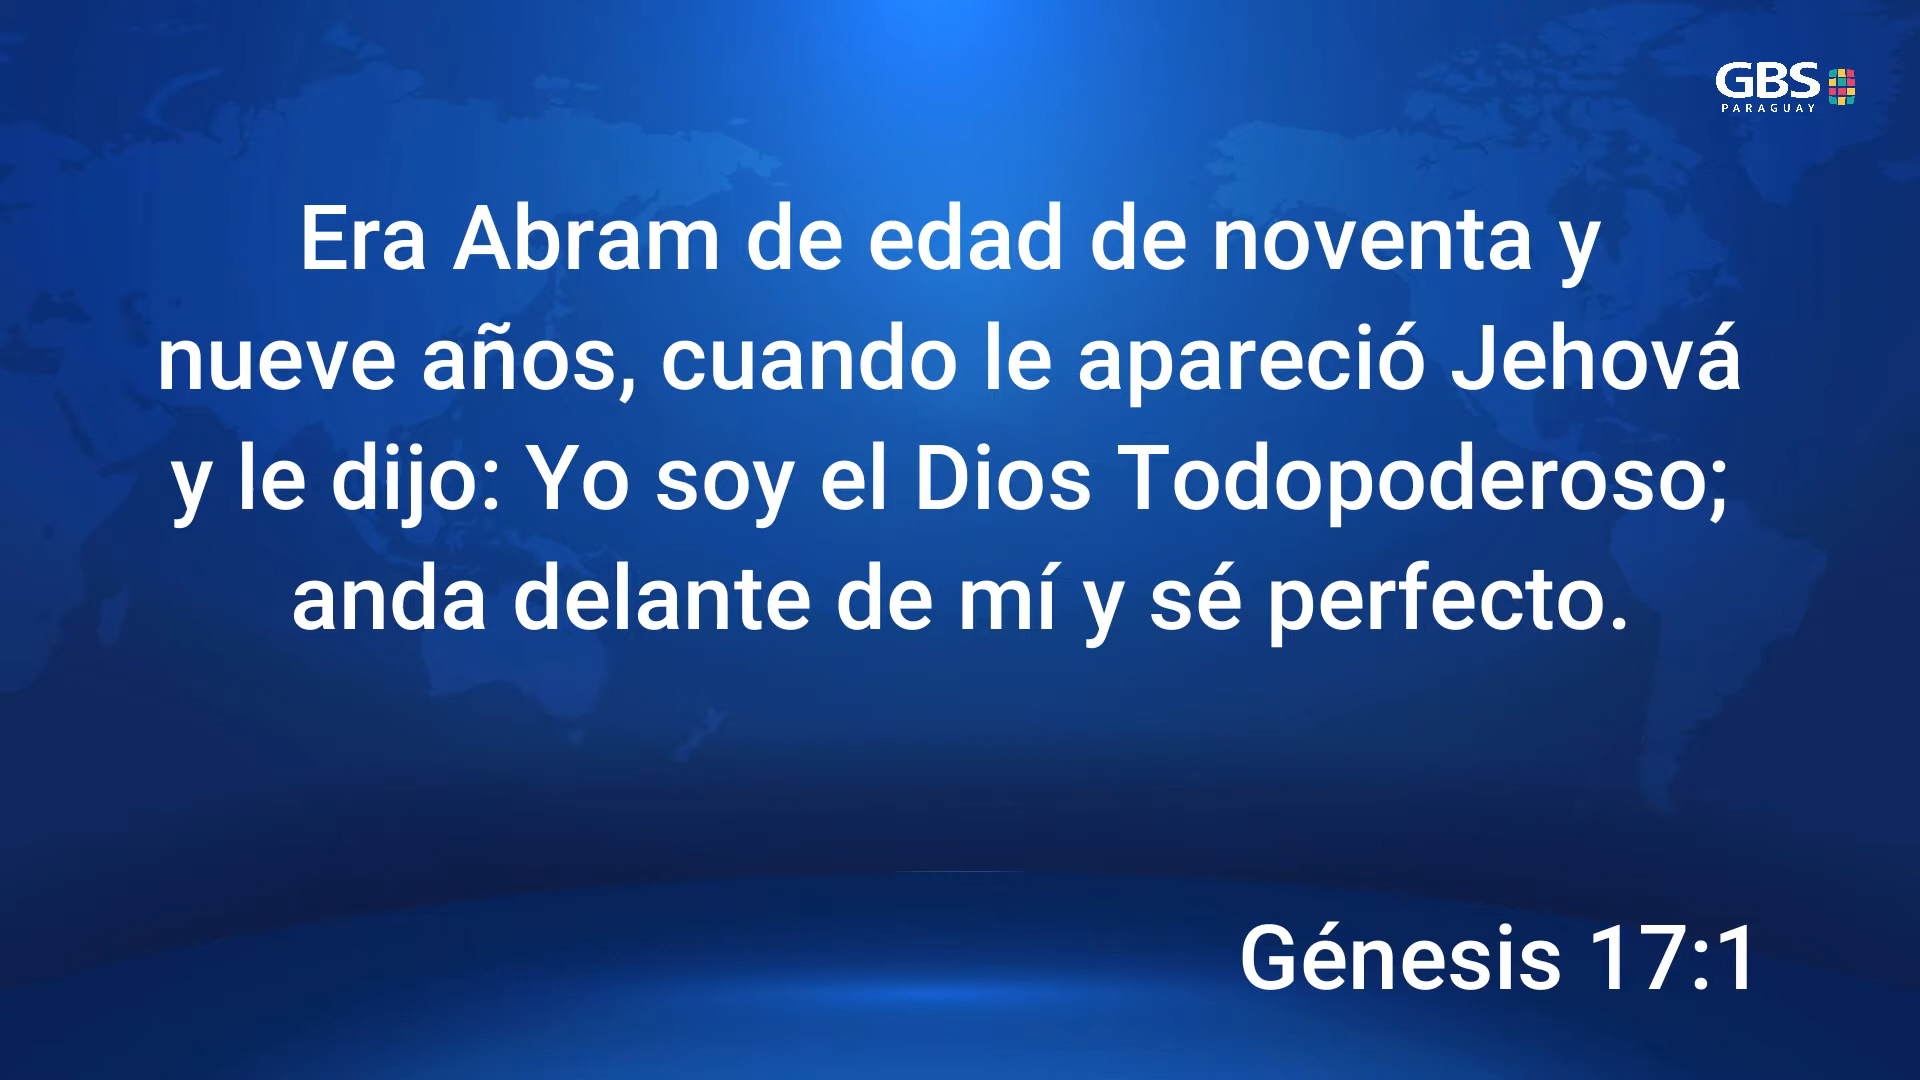 GBS
PARAGUAY
Era Abram de edad de noventa y
nueve años, cuando le apareció Jehová
y le dijo: Yo soy el Dios Todopoderoso;
anda delante de mí y sé perfecto.
Génesis 17:1